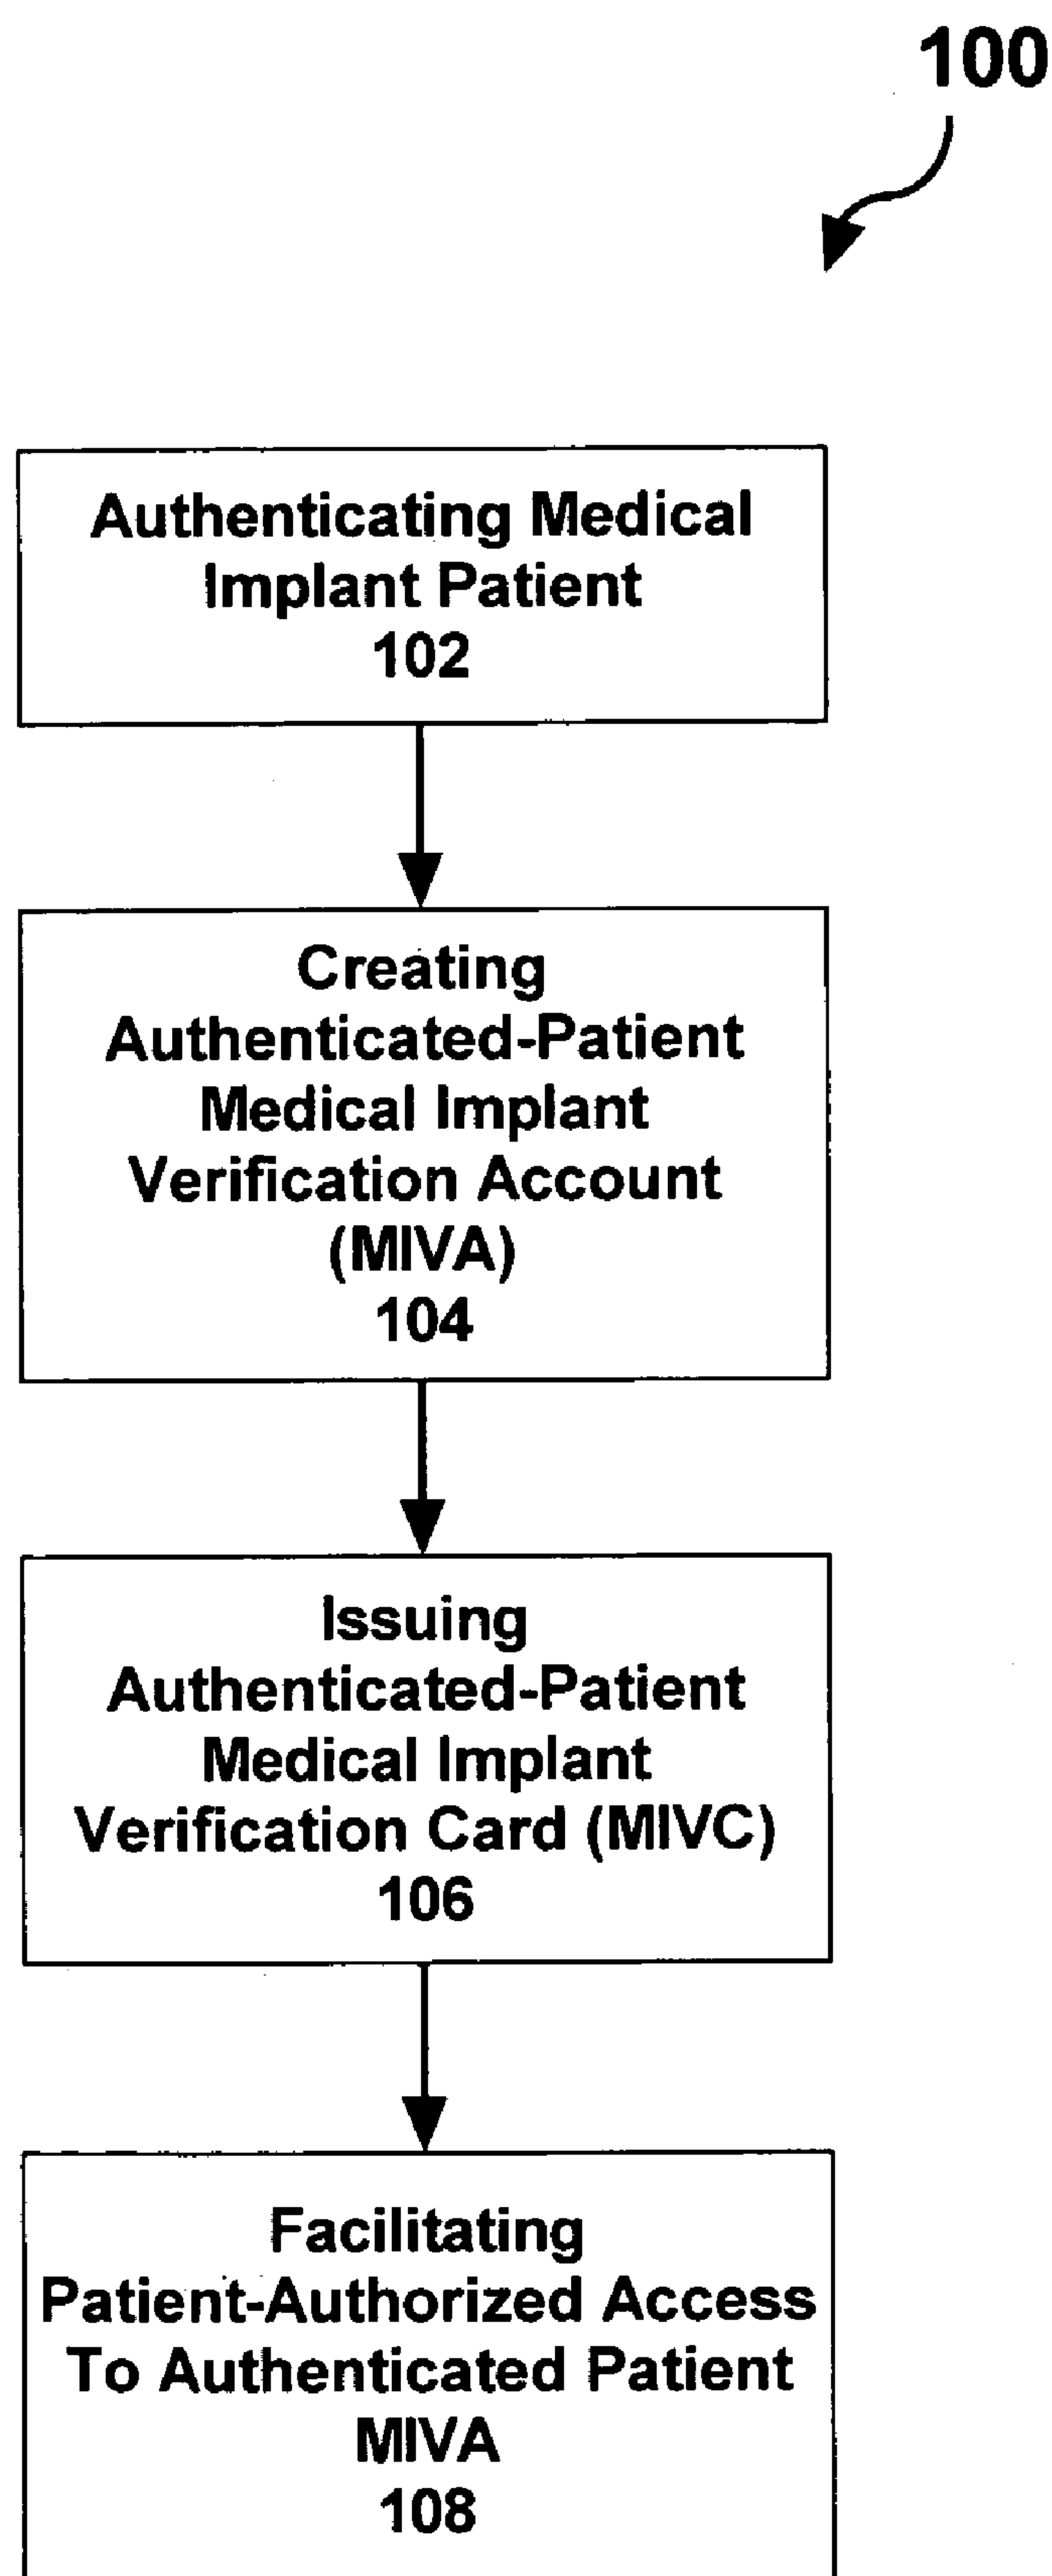 100
Authenticating Medical
Implant Patient
102
Creating
Authenticated-Patient
Medical Implant
Verification Account
(MIVA)
104
Issuing
Authenticated-Patient
Medical Implant
Verification Card (MIVC)
106
Facilitating
Patient-Authorized Access
To Authenticated Patient
MIVA
108